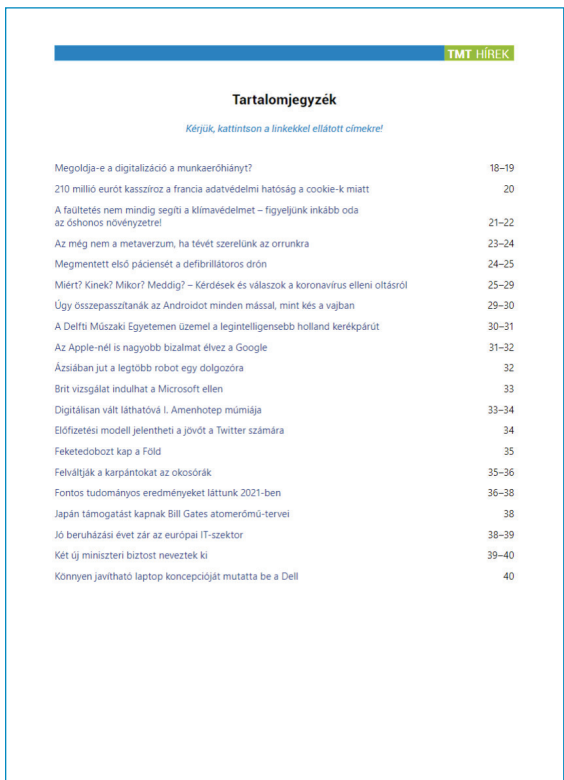 TMT HÍREK
Tartalomjegyzék
Kérjük, kattintson a linkekkel ellátott címekre!
Megoldja-e a digitalizáció a munkaerőhiányt? 18–19
210 millió eurót kasszíroz a francia adatvédelmi hatóság a cookie-k miatt 20
A faültetés nem mindig segíti a klímavédelmet – figyeljünk inkább oda
az őshonos növényzetre! 21–22
Az még nem a metaverzum, ha tévét szerelünk az orrunkra 23–24
Megmentett első páciensét a defibrillátoros drón 24–25
Miért? Kinek? Mikor? Meddig? – Kérdések és válaszok a koronavírus elleni oltásról 25–29
Úgy összepasszítanák az Androidot minden mással, mint kés a vajban 29–30
A Delfti Műszaki Egyetemen üzemel a legintelligensebb holland kerékpárút 30–31
Az Apple-nél is nagyobb bizalmat élvez a Google 31–32
Ázsiában jut a legtöbb robot egy dolgozóra 32
Brit vizsgálat indulhat a Microsoft ellen 33
Digitálisan vált láthatóvá I. Amenhotep múmiája 33–34
Előfizetési modell jelentheti a jövőt a Twitter számára 34
Feketedobozt kap a Föld 35
Felváltják a karpántokat az okosórák 35–36
Fontos tudományos eredményeket láttunk 2021-ben 36–38
Japán támogatást kapnak Bill Gates atomerőmű-tervei 38
Jó beruházási évet zár az európai IT-szektor 38–39
Két új miniszteri biztost neveztek ki 39–40
Könnyen javítható laptop koncepcióját mutatta be a Dell 40